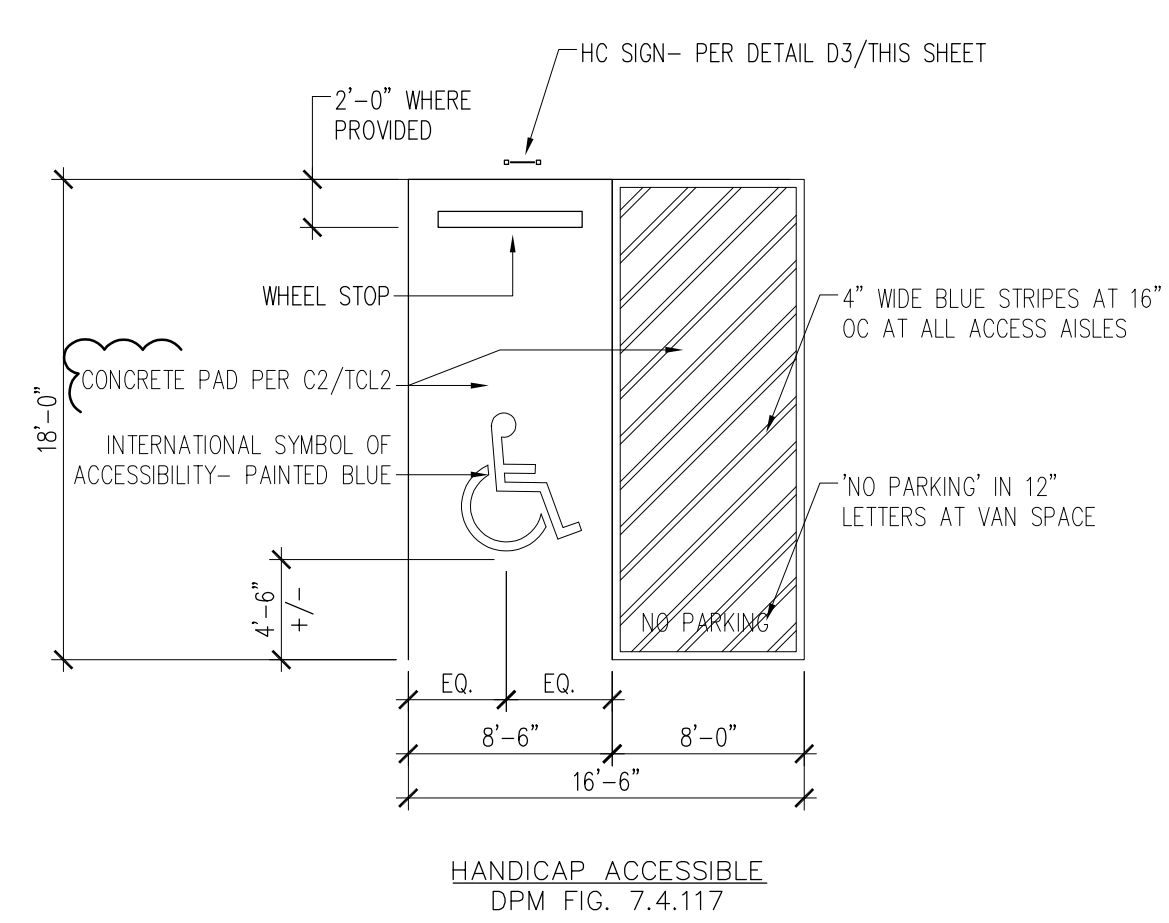 HC SIGN- PER DETAIL D3/THIS SHEET
2'-0" WHERE
PROVIDED
WHEEL STOP
4" WIDE BLUE STRIPES AT 16"
OC AT ALL ACCESS AISLES
CONCRETE PAD PER C2/TCL2
18'-0"
INTERNATIONAL SYMBOL OF
ACCESSIBILITY- PAINTED BLUE
'NO PARKING' IN 12"
LETTERS AT VAN SPACE
4'-6"
+/-
NO PARKING
EQ.
EQ.
8'-6"
8'-0"
16'-6"
HANDICAP ACCESSIBLE
DPM FIG. 7.4.117